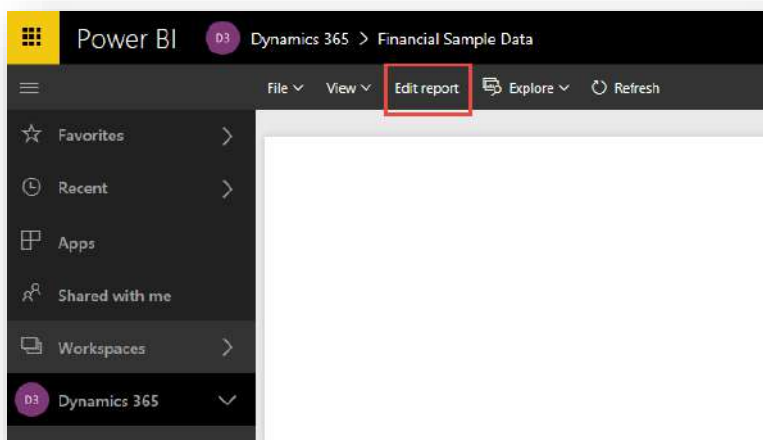 Power BI D3 Dynamics 365 > Financial Sample Data
File View Edit report Explore Refresh
Favorites
Recent
Apps
Shared with me
Workspaces
D3 Dynamics 365